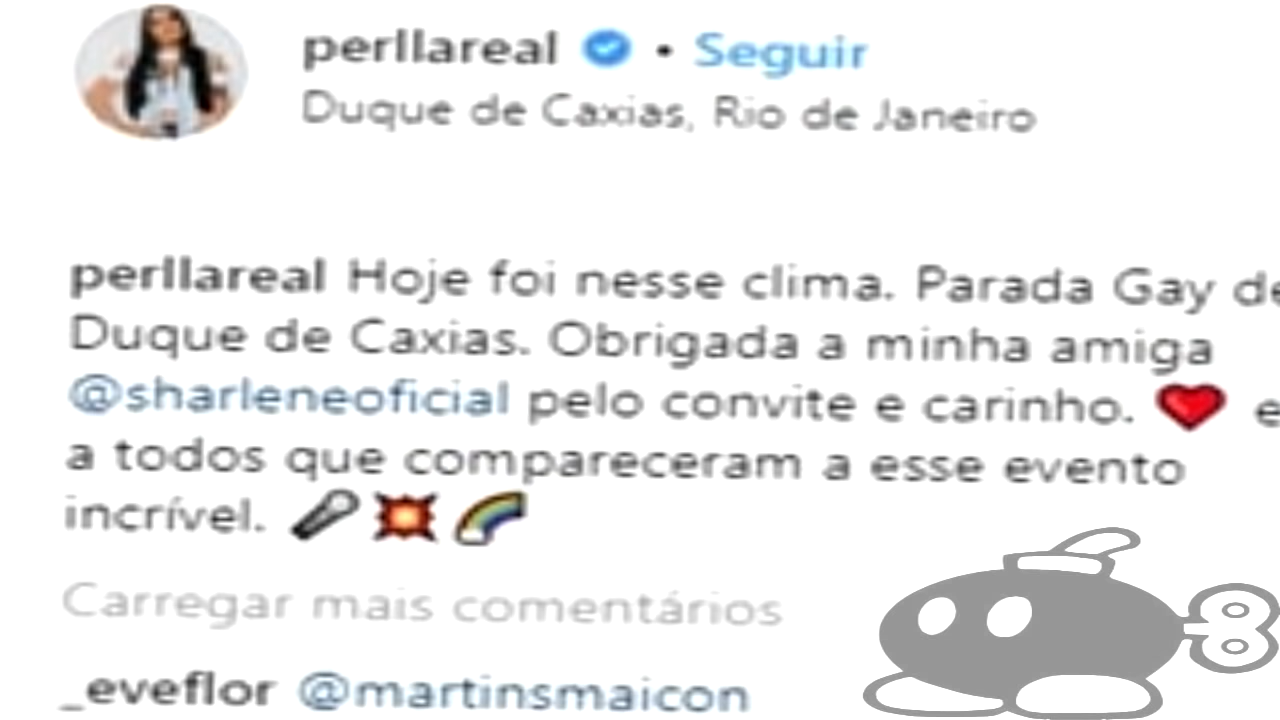 perllareal • Seguir
Duque de Caxias, Rio de Janeiro
perllareal Hoje foi nesse clima. Parada Gay de
Duque de Caxias. Obrigada a minha amiga
@sharleneoficial pelo convite e carinho. ❤️ e
a todos que compareceram a esse evento
incrível. 🎤💥🌈
Carregar mais comentários
_eveflor @martinsmaicon